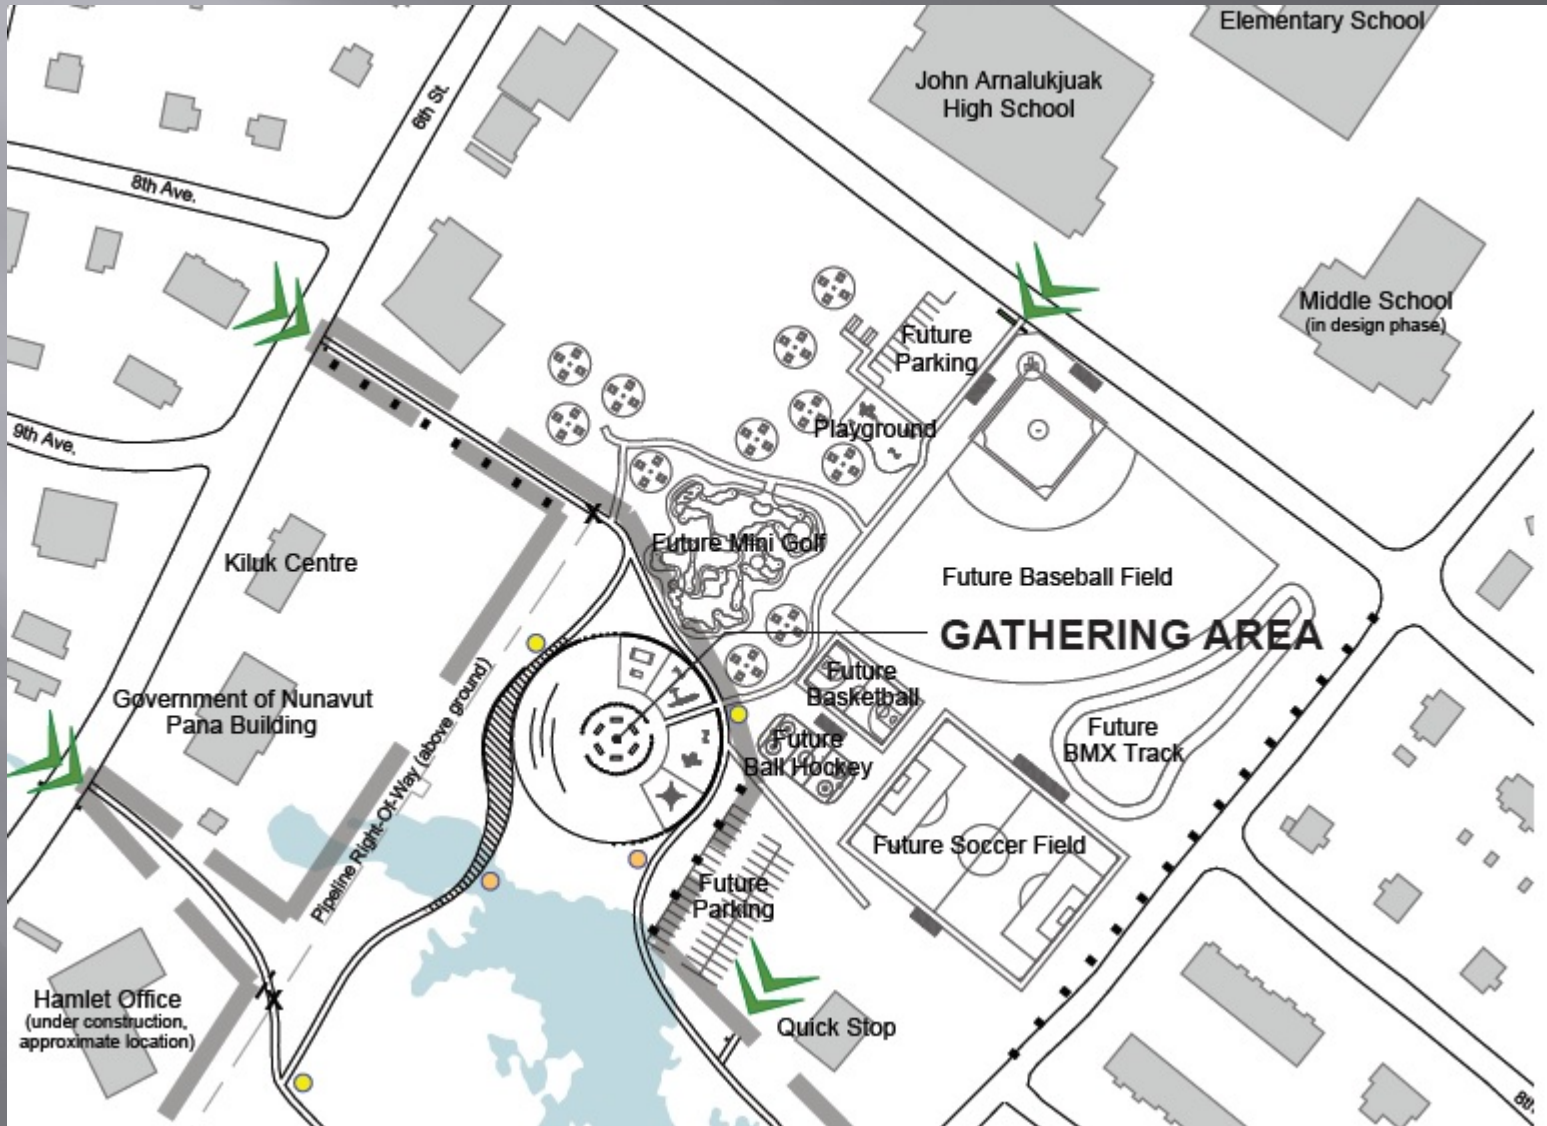 Elementary School
John Arnalukjuak
High School
6th St.
8th Ave.
Middle School
(in design phase)
Future
Parking
Playground
9th Ave.
Kiluk Centre
Future Mini Golf
Future Baseball Field
GATHERING AREA
Future
Basketball
Government of Nunavut
Pana Building
Pipeline Right-Of-Way (above ground)
Future
BMX Track
Future
Ball Hockey
Future Soccer Field
Future
Parking
Hamlet Office
(under construction,
approximate location)
Quick Stop
8th
X
X